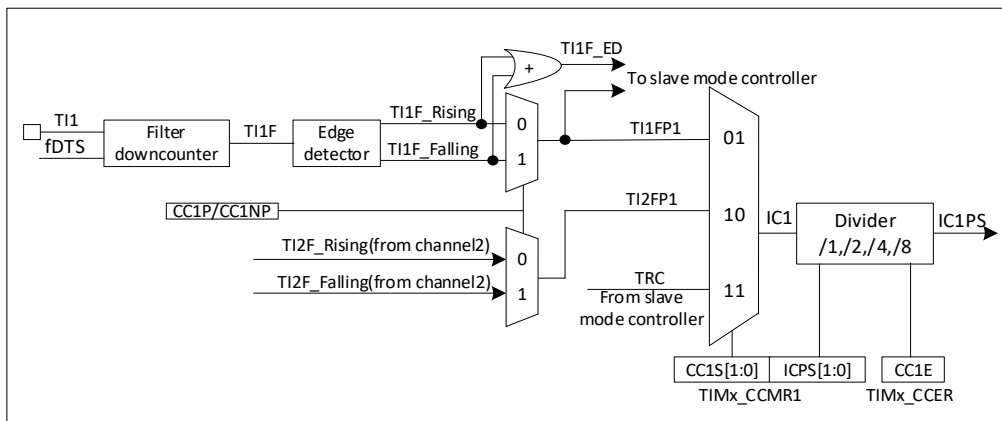 TI1F_ED
+
To slave mode controller
TI1
fDTS
Filter
downcounter
TI1F
Edge
detector
TI1F_Rising
TI1F_Falling
0
1
TI1FP1
01
CC1P/CC1NP
TI2FP1
10
IC1
Divider
/1,/2,/4,/8
IC1PS
TI2F_Rising(from channel2)
TI2F_Falling(from channel2)
0
1
TRC
From slave
mode controller
11
CC1S[1:0]
ICPS[1:0]
CC1E
TIMx_CCMR1
TIMx_CCER